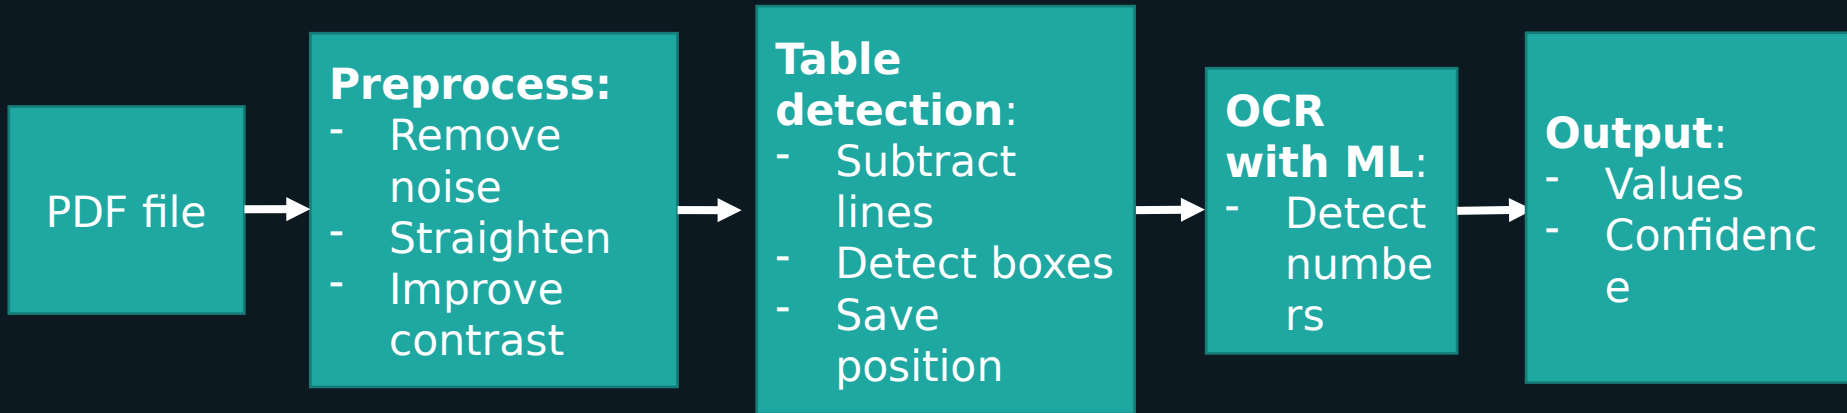 PDF file
Preprocess:
- Remove
noise
- Straighten
- Improve
contrast
Table
detection:
- Subtract
lines
- Detect boxes
- Save
position
OCR
with ML:
- Detect
numbe
rs
Output:
- Values
- Confidenc
e